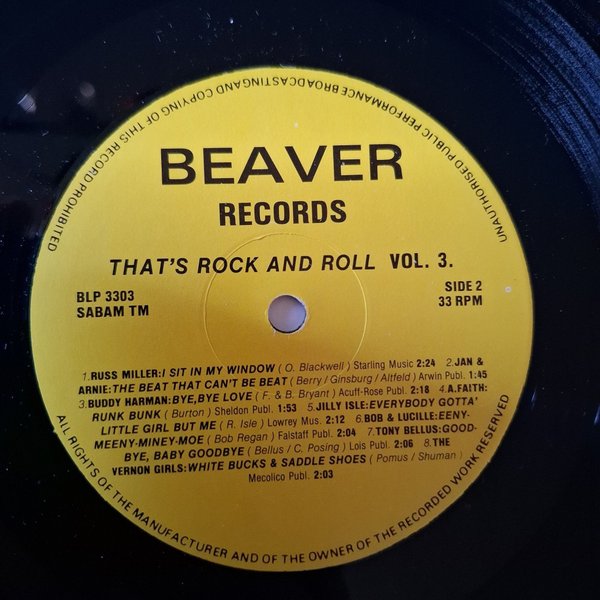 UNAUTHORISED PUBLIC PERFORMANCE BROADCASTINGAND COPYING OF THIS RECORD PROHIBITED
BEAVER
RECORDS
THAT'S ROCK AND ROLL VOL. 3.
BLP 3303
SABAM TM
SIDE 2
33 RPM
1.RUSS MILLER:I SIT IN MY WINDOW ( O. Blackwell ) Starling Music 2:24 2.JAN &
ARNIE:THE BEAT THAT CAN'T BE BEAT ( Berry / Ginsburg / Altfeld ) Arwin Publ. 1:45
3.BUDDY HARMAN:BYE,BYE LOVE ( F. & B. Bryant ) Acuff-Rose Publ. 2:18 4.A.FAITH:
RUNK BUNK ( Burton ) Sheldon Publ. 1:53 5.JILLY ISLE:EVERYBODY GOTTA'
LITTLE GIRL BUT ME ( R. Isle ) Lowrey Mus. 2:12 6.BOB & LUCILLE:EENY-
MEENY-MINEY-MOE ( Bob Regan ) Falstaff Publ. 2:04 7.TONY BELLUS:GOOD-
BYE, BABY GOODBYE ( Bellus / C. Posing ) Lois Publ. 2:06 8.THE
VERNON GIRLS:WHITE BUCKS & SADDLE SHOES ( Pomus / Shuman )
Mecolico Publ. 2:03
ALL RIGHTS OF THE MANUFACTURER AND OF THE OWNER OF THE RECORDED WORK RESERVED